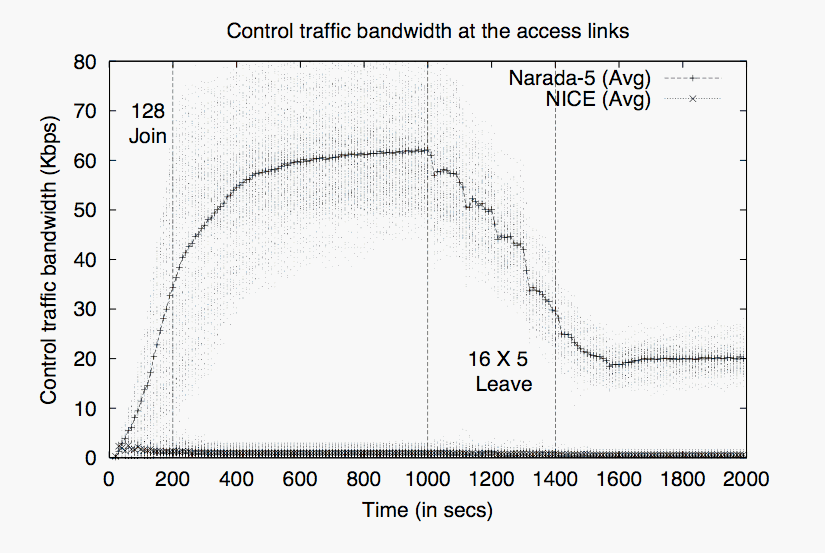 Control traffic bandwidth at the access links
80
70
60
50
40
30
20
10
0
Control traffic bandwidth (Kbps)
128
Join
Narada-5 (Avg)
NICE (Avg)
16 X 5
Leave
0 200 400 600 800 1000 1200 1400 1600 1800 2000
Time (in secs)